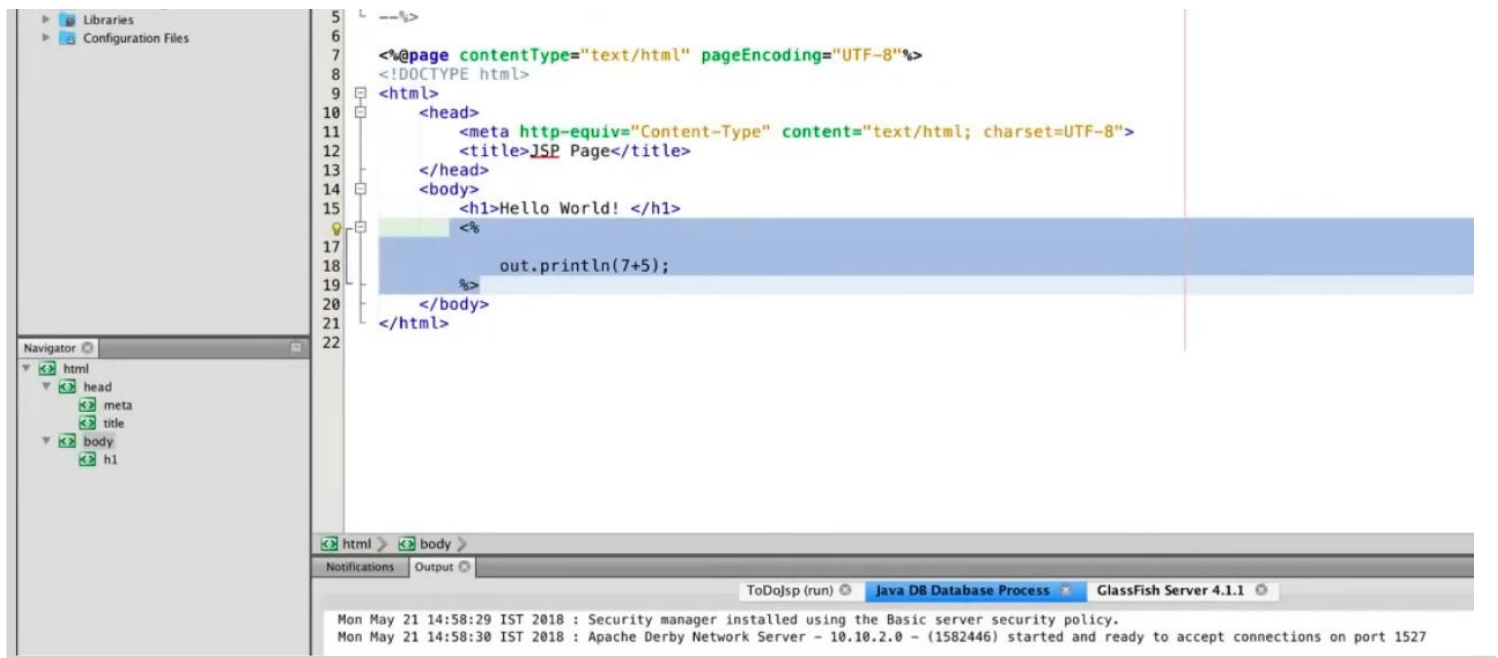 Libraries
Configuration Files
5 --%>
6
7 <%@page contentType="text/html" pageEncoding="UTF-8"%>
8 <!DOCTYPE html>
9 <html>
10 <head>
11 <meta http-equiv="Content-Type" content="text/html; charset=UTF-8">
12 <title>JSP Page</title>
13 </head>
14 <body>
15 <h1>Hello World! </h1>
<%
17
18 out.println(7+5);
19 %>
20 </body>
21 </html>
22
Navigator
html
head
meta
title
body
h1
html body
Notifications Output
ToDoJsp (run) Java DB Database Process GlassFish Server 4.1.1
Mon May 21 14:58:29 IST 2018 : Security manager installed using the Basic server security policy.
Mon May 21 14:58:30 IST 2018 : Apache Derby Network Server - 10.10.2.0 - (1582446) started and ready to accept connections on port 1527